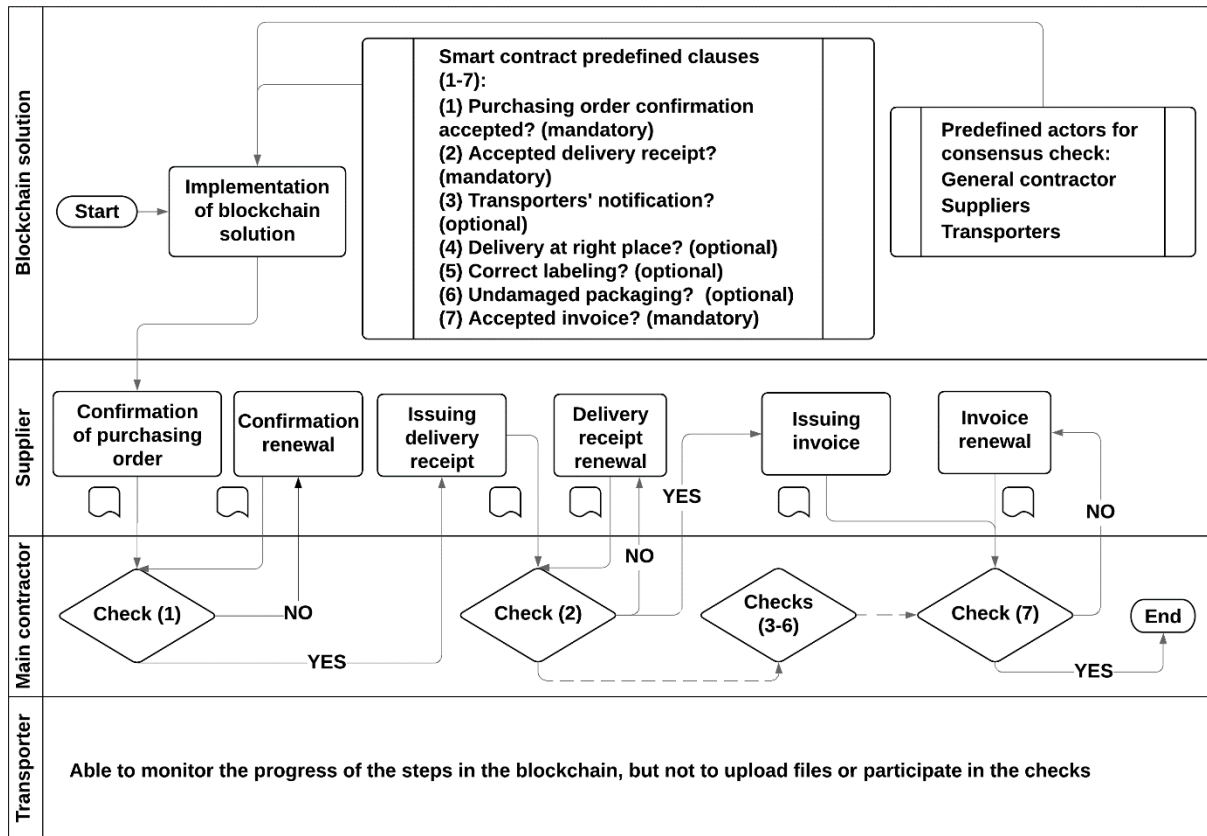 Blockchain solution
Start
Implementation
of blockchain
solution
Smart contract predefined clauses
(1-7):
(1) Purchasing order confirmation
accepted? (mandatory)
(2) Accepted delivery receipt?
(mandatory)
(3) Transporters' notification?
(optional)
(4) Delivery at right place? (optional)
(5) Correct labeling? (optional)
(6) Undamaged packaging? (optional)
(7) Accepted invoice? (mandatory)
Predefined actors for
consensus check:
General contractor
Suppliers
Transporters
Supplier
Confirmation
of purchasing
order
Confirmation
renewal
Issuing
delivery
receipt
Delivery
receipt
renewal
YES
Issuing
invoice
Invoice
renewal
NO
Main contractor
Check (1)
NO
YES
Check (2)
NO
Checks
(3-6)
Check (7)
YES
End
Transporter
Able to monitor the progress of the steps in the blockchain, but not to upload files or participate in the checks